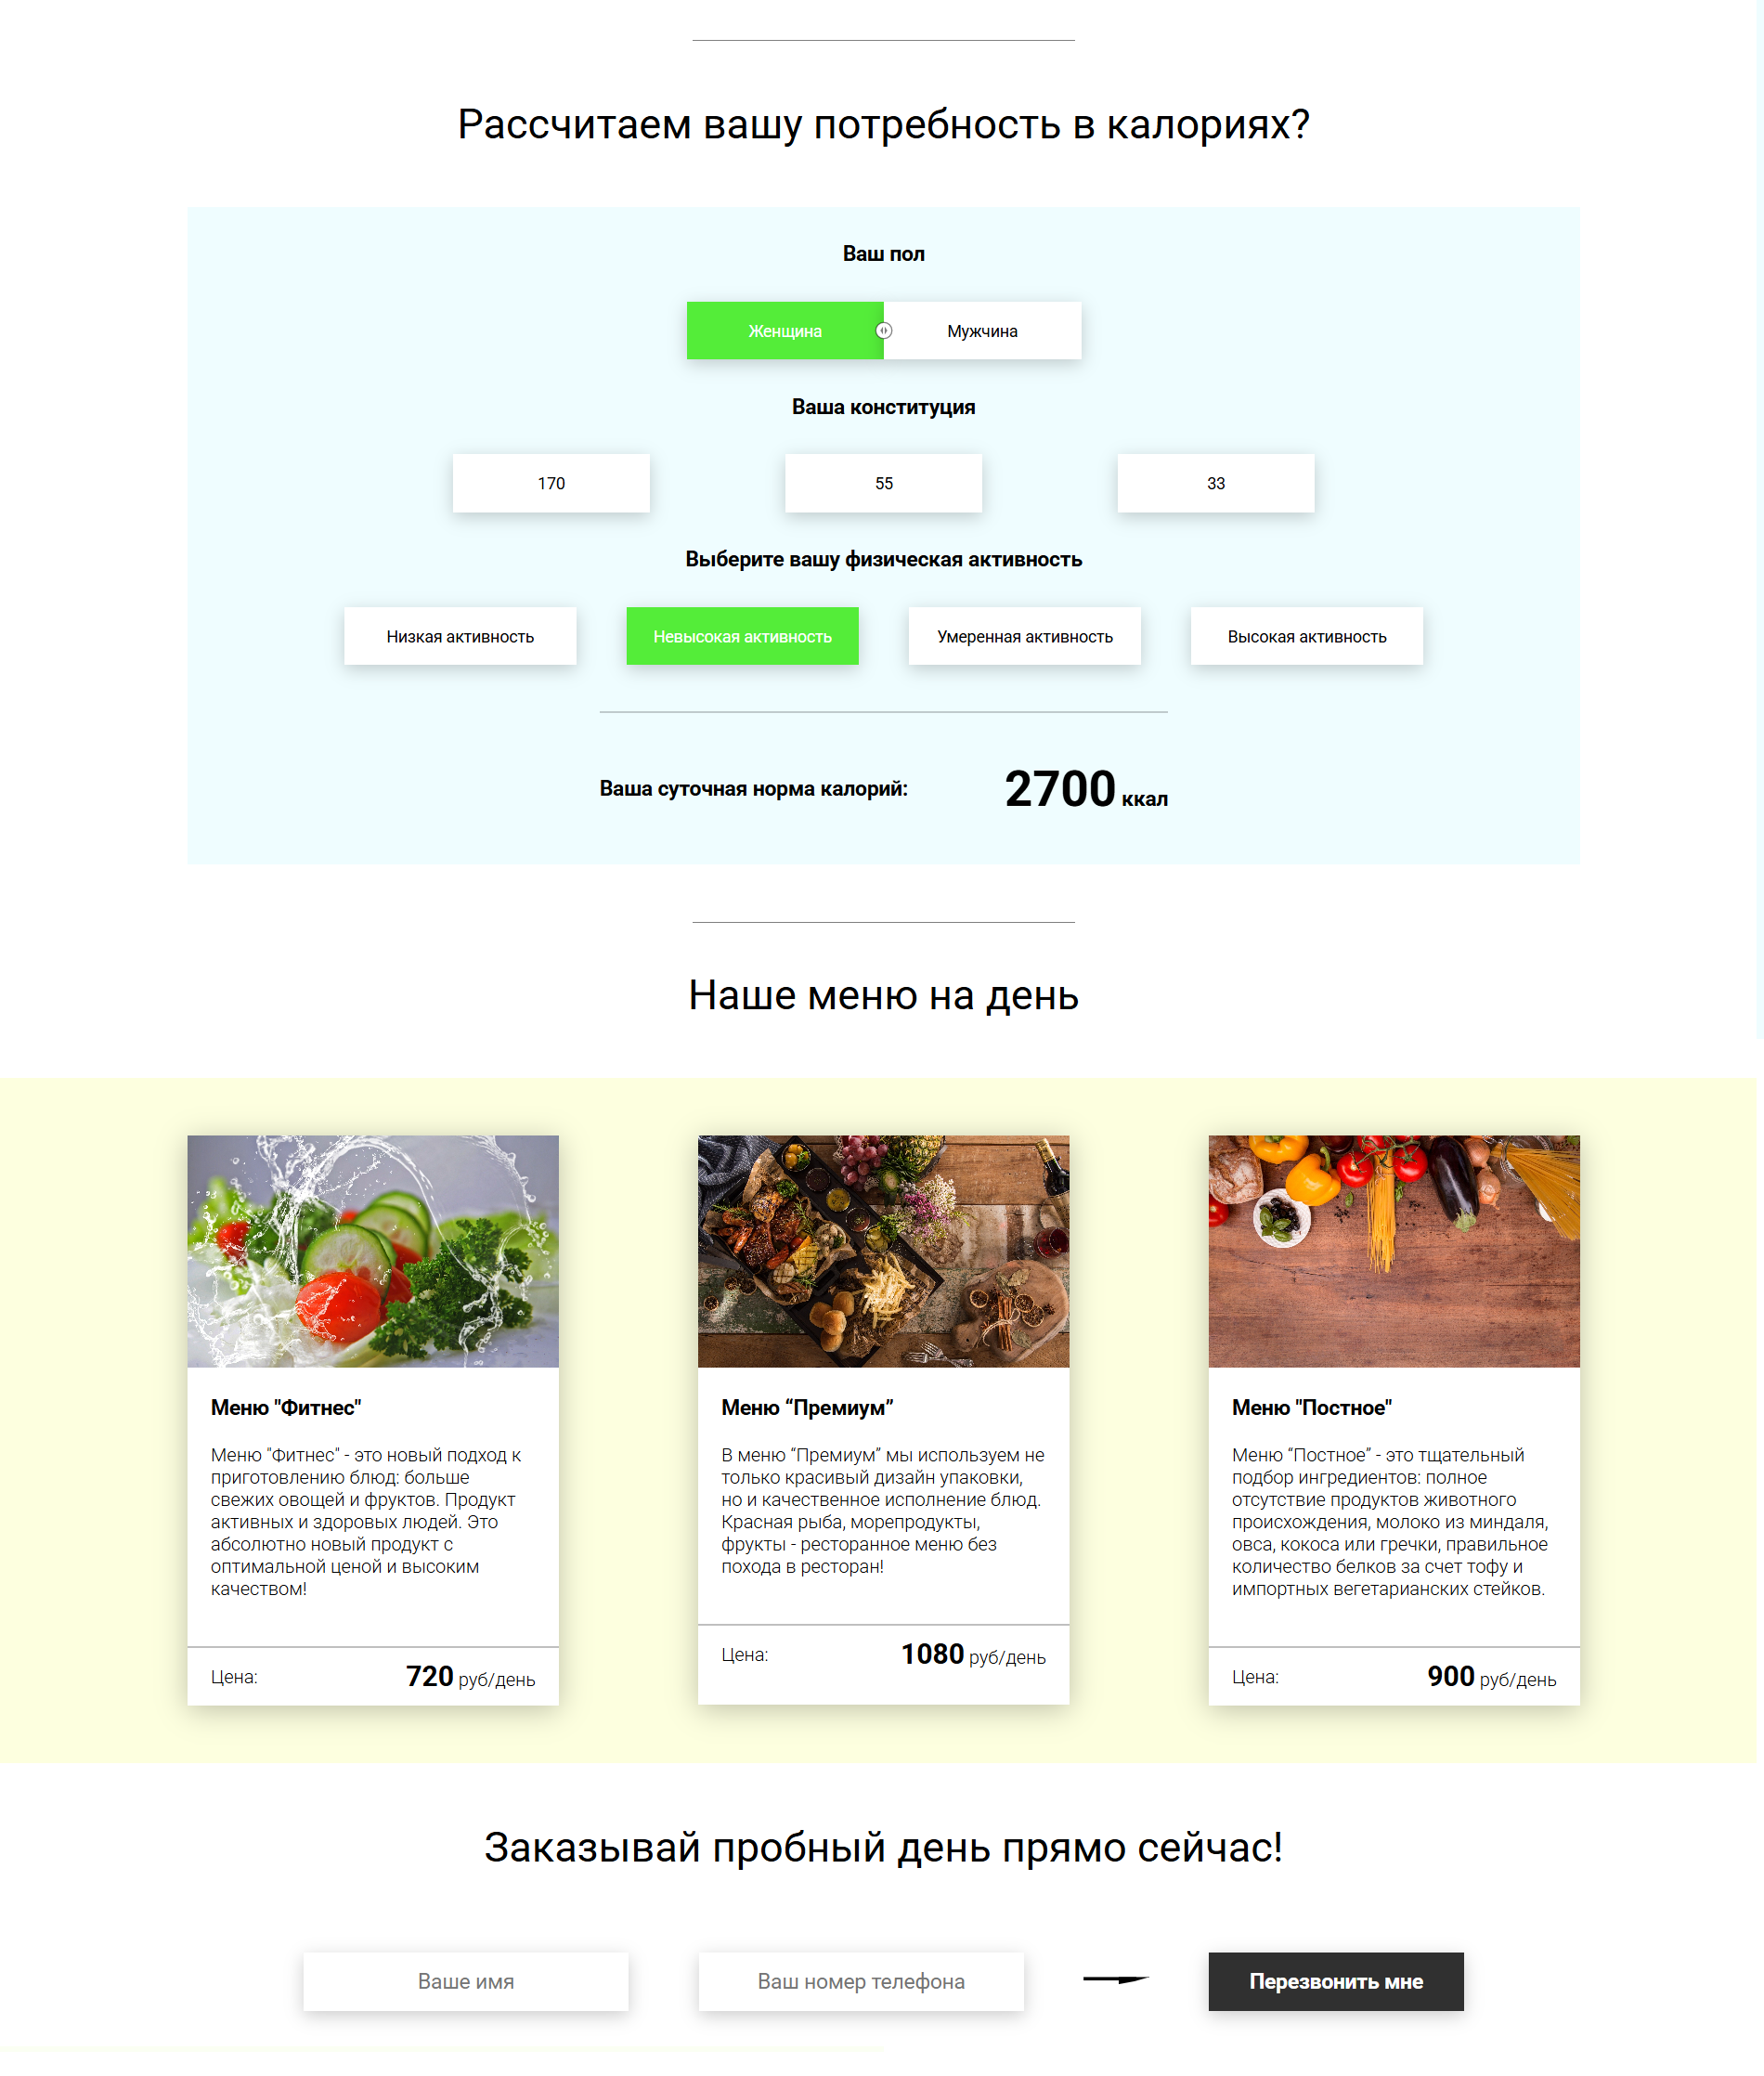 Рассчитаем вашу потребность в калориях?
Ваш пол
Женщина
Мужчина
Ваша конституция
170
55
33
Выберите вашу физическая активность
Низкая активность
Невысокая активность
Умеренная активность
Высокая активность
Ваша суточная норма калорий:
2700 ккал
Наше меню на день
Меню "Фитнес"
Меню "Фитнес" - это новый подход к
приготовлению блюд: больше
свежих овощей и фруктов. Продукт
активных и здоровых людей. Это
абсолютно новый продукт с
оптимальной ценой и высоким
качеством!
Цена:
720 руб/день
Меню “Премиум”
В меню “Премиум” мы используем не
только красивый дизайн упаковки,
но и качественное исполнение блюд.
Красная рыба, морепродукты,
фрукты - ресторанное меню без
похода в ресторан!
Цена:
1080 руб/день
Меню "Постное"
Меню “Постное” - это тщательный
подбор ингредиентов: полное
отсутствие продуктов животного
происхождения, молоко из миндаля,
овса, кокоса или гречки, правильное
количество белков за счет тофу и
импортных вегетарианских стейков.
Цена:
900 руб/день
Заказывай пробный день прямо сейчас!
Ваше имя
Ваш номер телефона
Перезвонить мне